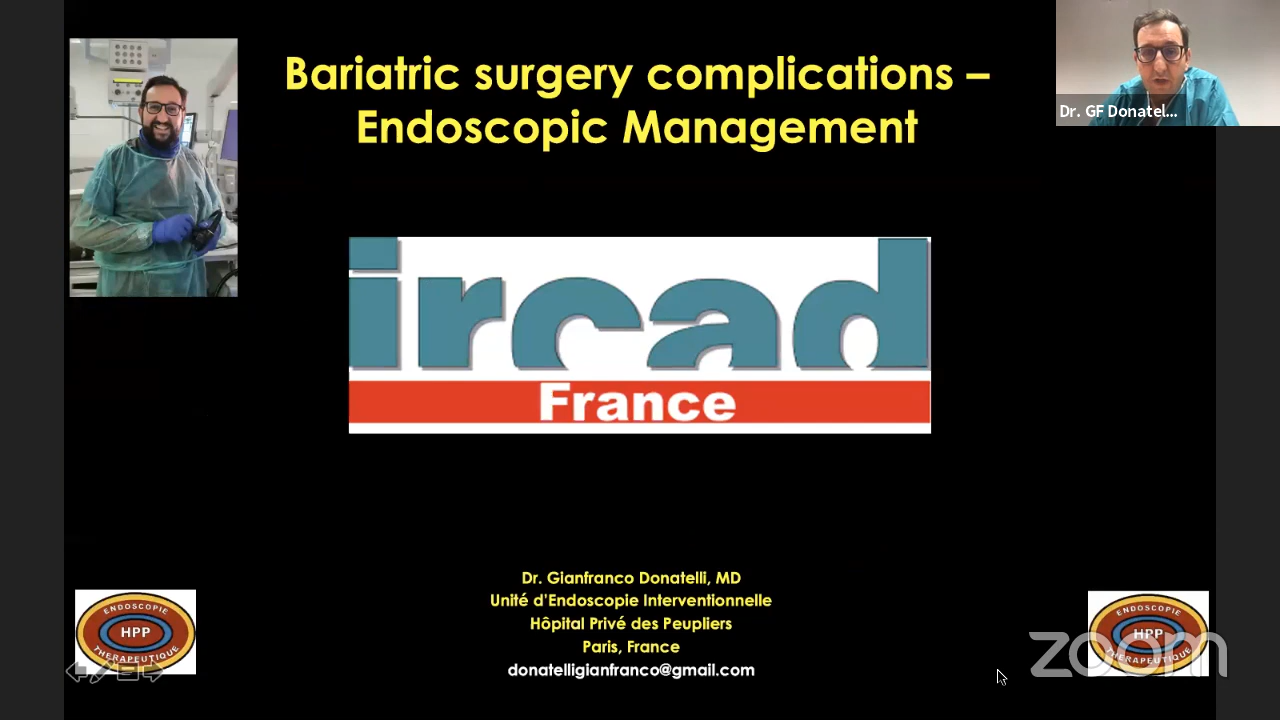 Bariatric surgery complications –
Endoscopic Management
Dr. GF Donatel...
ircad
France
Dr. Gianfranco Donatelli, MD
Unité d'Endoscopie Interventionnelle
Hôpital Privé des Peupliers
Paris, France
donatelligianfranco@gmail.com
ENDOSCOPIE
HPP
THERAPEUTIQUE
ENDOSCOPIE
HPP
THERAPEUTIQUE
zoom